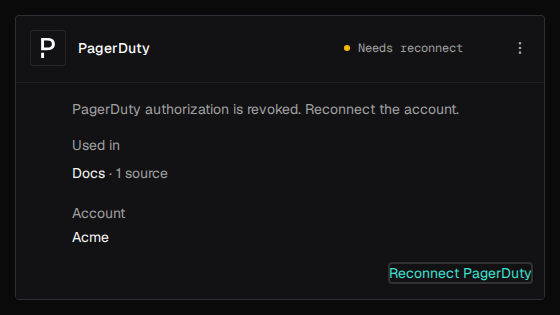 PagerDuty
Needs reconnect
PagerDuty authorization is revoked. Reconnect the account.
Used in
Docs · 1 source
Account
Acme
Reconnect PagerDuty